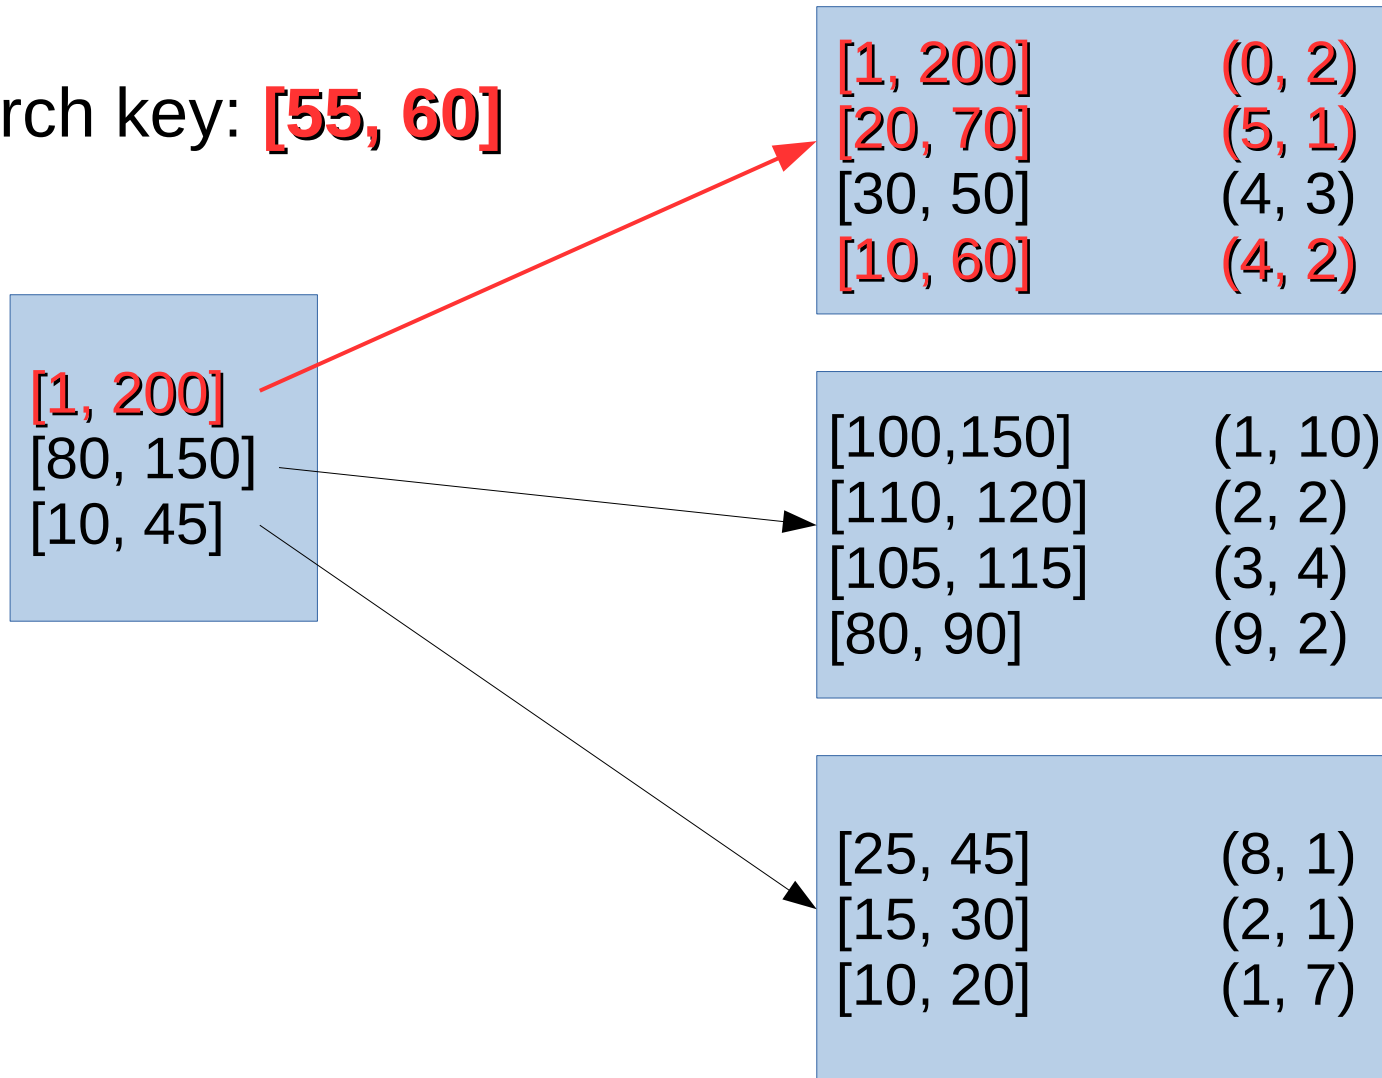 rch key: [55, 60]
[1, 200] (0, 2)
[20, 70] (5, 1)
[30, 50] (4, 3)
[10, 60] (4, 2)
[1, 200]
[80, 150]
[10, 45]
[100,150] (1, 10)
[110, 120] (2, 2)
[105, 115] (3, 4)
[80, 90] (9, 2)
[25, 45] (8, 1)
[15, 30] (2, 1)
[10, 20] (1, 7)